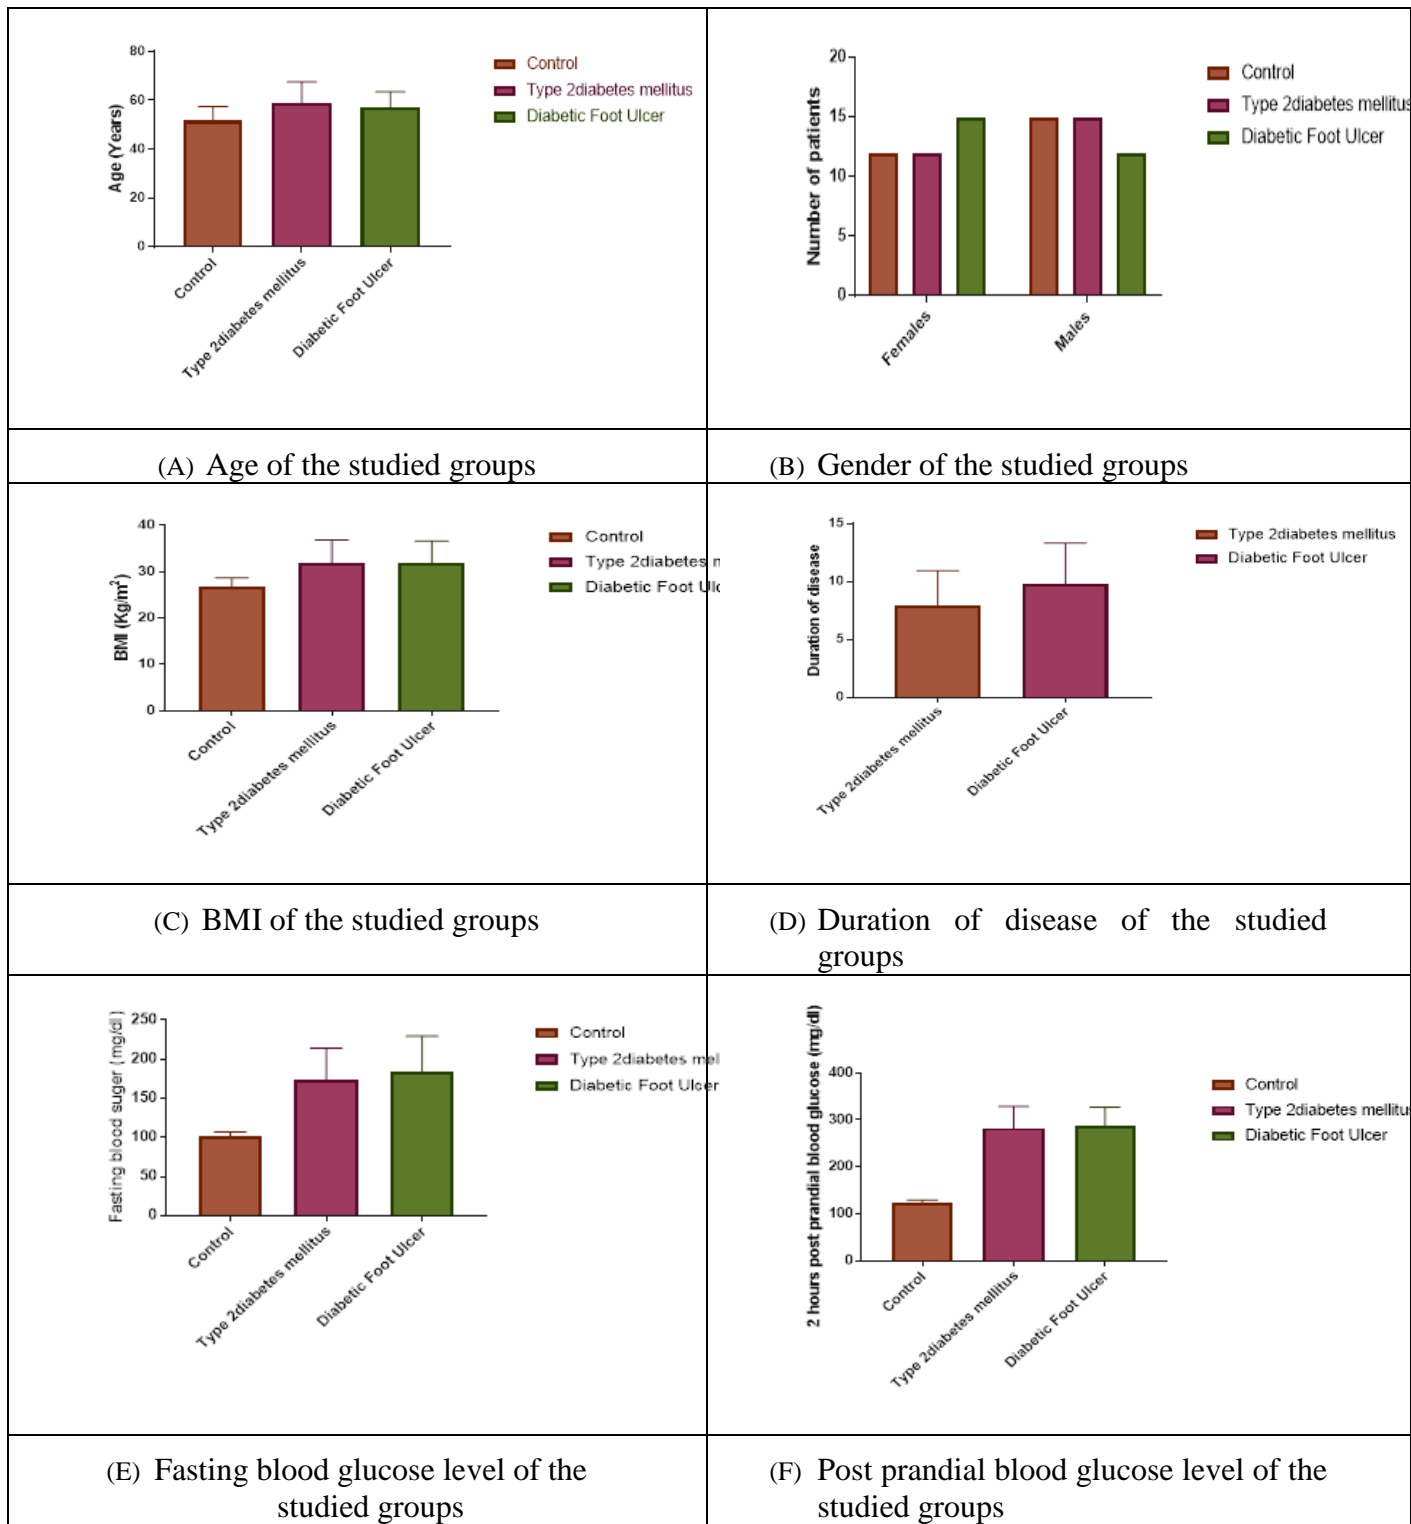 80
60
40
20
0
Age (Years)
Control
Type 2diabetes mellitus
Diabetic Foot Ulcer
Control
Type 2diabetes mellitus
Diabetic Foot Ulcer
(A) Age of the studied groups
20
15
10
5
0
Number of patients
Females
Males
Control
Type 2diabetes mellitus
Diabetic Foot Ulcer
(B) Gender of the studied groups
40
30
20
10
0
BMI (Kg/m²)
Control
Type 2diabetes mellitus
Diabetic Foot Ulcer
Control
Type 2diabetes m
Diabetic Foot Ulc
(C) BMI of the studied groups
15
10
5
0
Duration of disease
Type 2diabetes mellitus
Diabetic Foot Ulcer
Type 2diabetes mellitus
Diabetic Foot Ulcer
(D) Duration of disease of the studied
groups
250
200
150
100
50
0
Fasting blood suger (mg/dl)
Control
Type 2diabetes mellitus
Diabetic Foot Ulcer
Control
Type 2diabetes mel
Diabetic Foot Ulcer
(E) Fasting blood glucose level of the
studied groups
400
300
200
100
0
2 hours post prandial blood glucose (mg/dl)
Control
Type 2diabetes mellitus
Diabetic Foot Ulcer
Control
Type 2diabetes mellitus
Diabetic Foot Ulcer
(F) Post prandial blood glucose level of the
studied groups